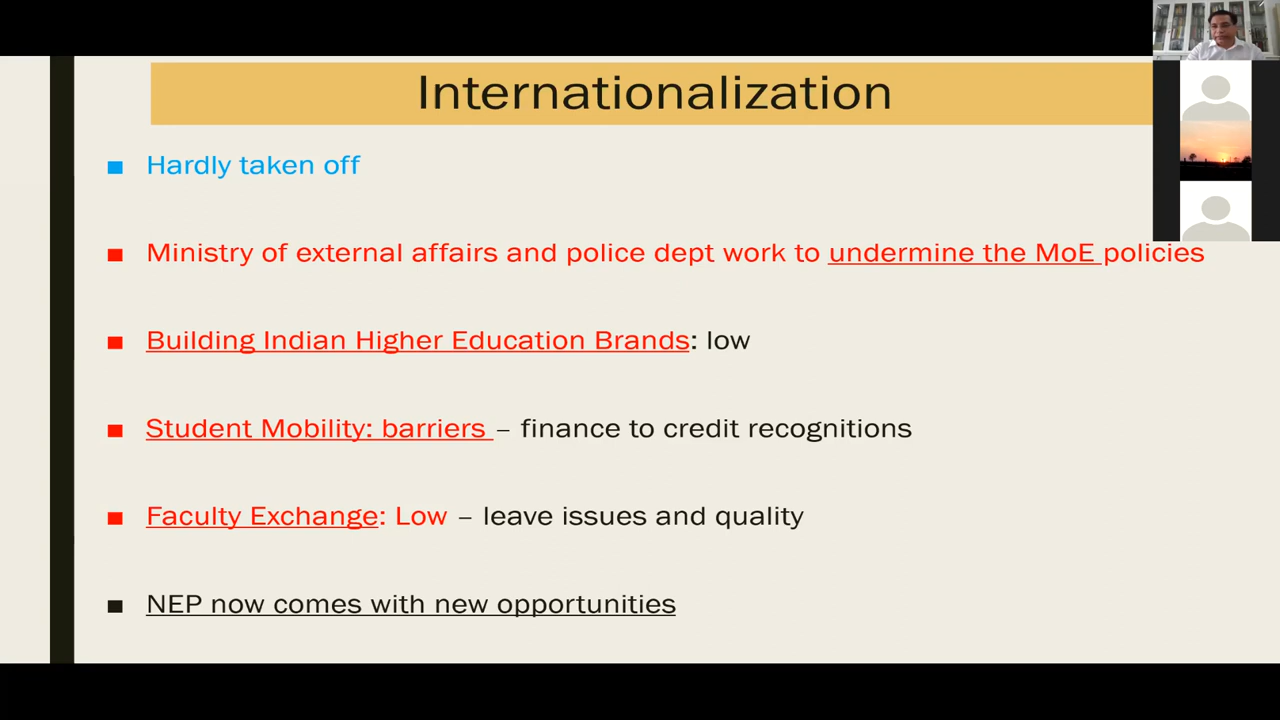 Internationalization
Hardly taken off
Ministry of external affairs and police dept work to undermine the MoE policies
Building Indian Higher Education Brands: low
Student Mobility: barriers – finance to credit recognitions
Faculty Exchange: Low – leave issues and quality
NEP now comes with new opportunities